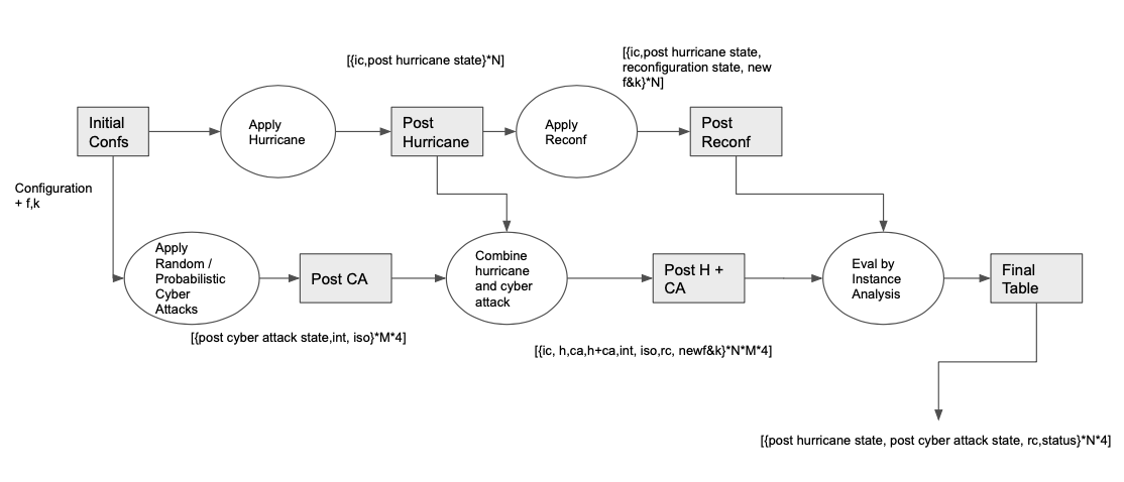 [{ic,post hurricane state}*N]
[{ic,post hurricane state,
reconfiguration state, new
f&k}*N]
Initial
Confs
Apply
Hurricane
Post
Hurricane
Apply
Reconf
Post
Reconf
Configuration
+ f,k
Apply
Random /
Probabilistic
Cyber
Attacks
Post CA
Combine
hurricane
and cyber
attack
Post H +
CA
Eval by
Instance
Analysis
Final
Table
[{post cyber attack state,int, iso}*M*4]
[{ic, h,ca,h+ca,int, iso,rc, newf&k}*N*M*4]
[{post hurricane state, post cyber attack state, rc,status}*N*4]